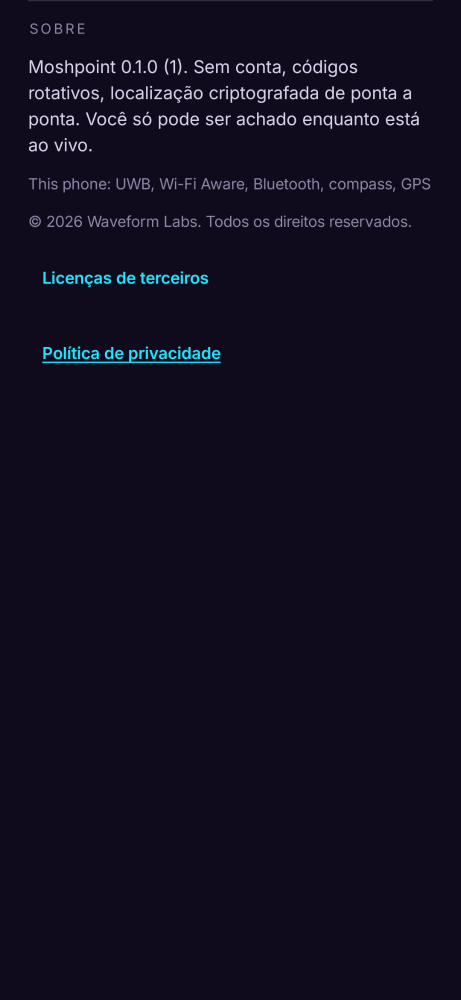 SOBRE
Moshpoint 0.1.0 (1). Sem conta, códigos
rotativos, localização criptografada de ponta a
ponta. Você só pode ser achado enquanto está
ao vivo.
This phone: UWB, Wi-Fi Aware, Bluetooth, compass, GPS
© 2026 Waveform Labs. Todos os direitos reservados.
Licenças de terceiros
Política de privacidade